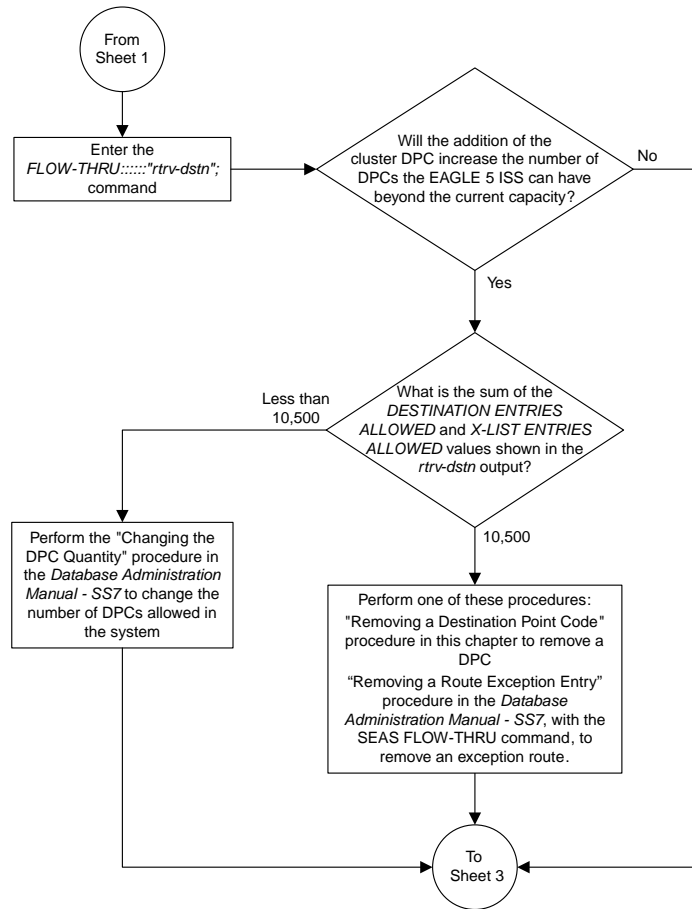 From
Sheet 1
Enter the
FLOW-THRU::::::"rtrv-dstn";
command
Will the addition of the
cluster DPC increase the number of
DPCs the EAGLE 5 ISS can have
beyond the current capacity?
No
Yes
What is the sum of the
DESTINATION ENTRIES
ALLOWED and X-LIST ENTRIES
ALLOWED values shown in the
rtrv-dstn output?
Less than
10,500
10,500
Perform the "Changing the
DPC Quantity" procedure in
the Database Administration
Manual - SS7 to change the
number of DPCs allowed in
the system
Perform one of these procedures:
"Removing a Destination Point Code"
procedure in this chapter to remove a
DPC
“Removing a Route Exception Entry”
procedure in the Database
Administration Manual - SS7, with the
SEAS FLOW-THRU command, to
remove an exception route.
To
Sheet 3